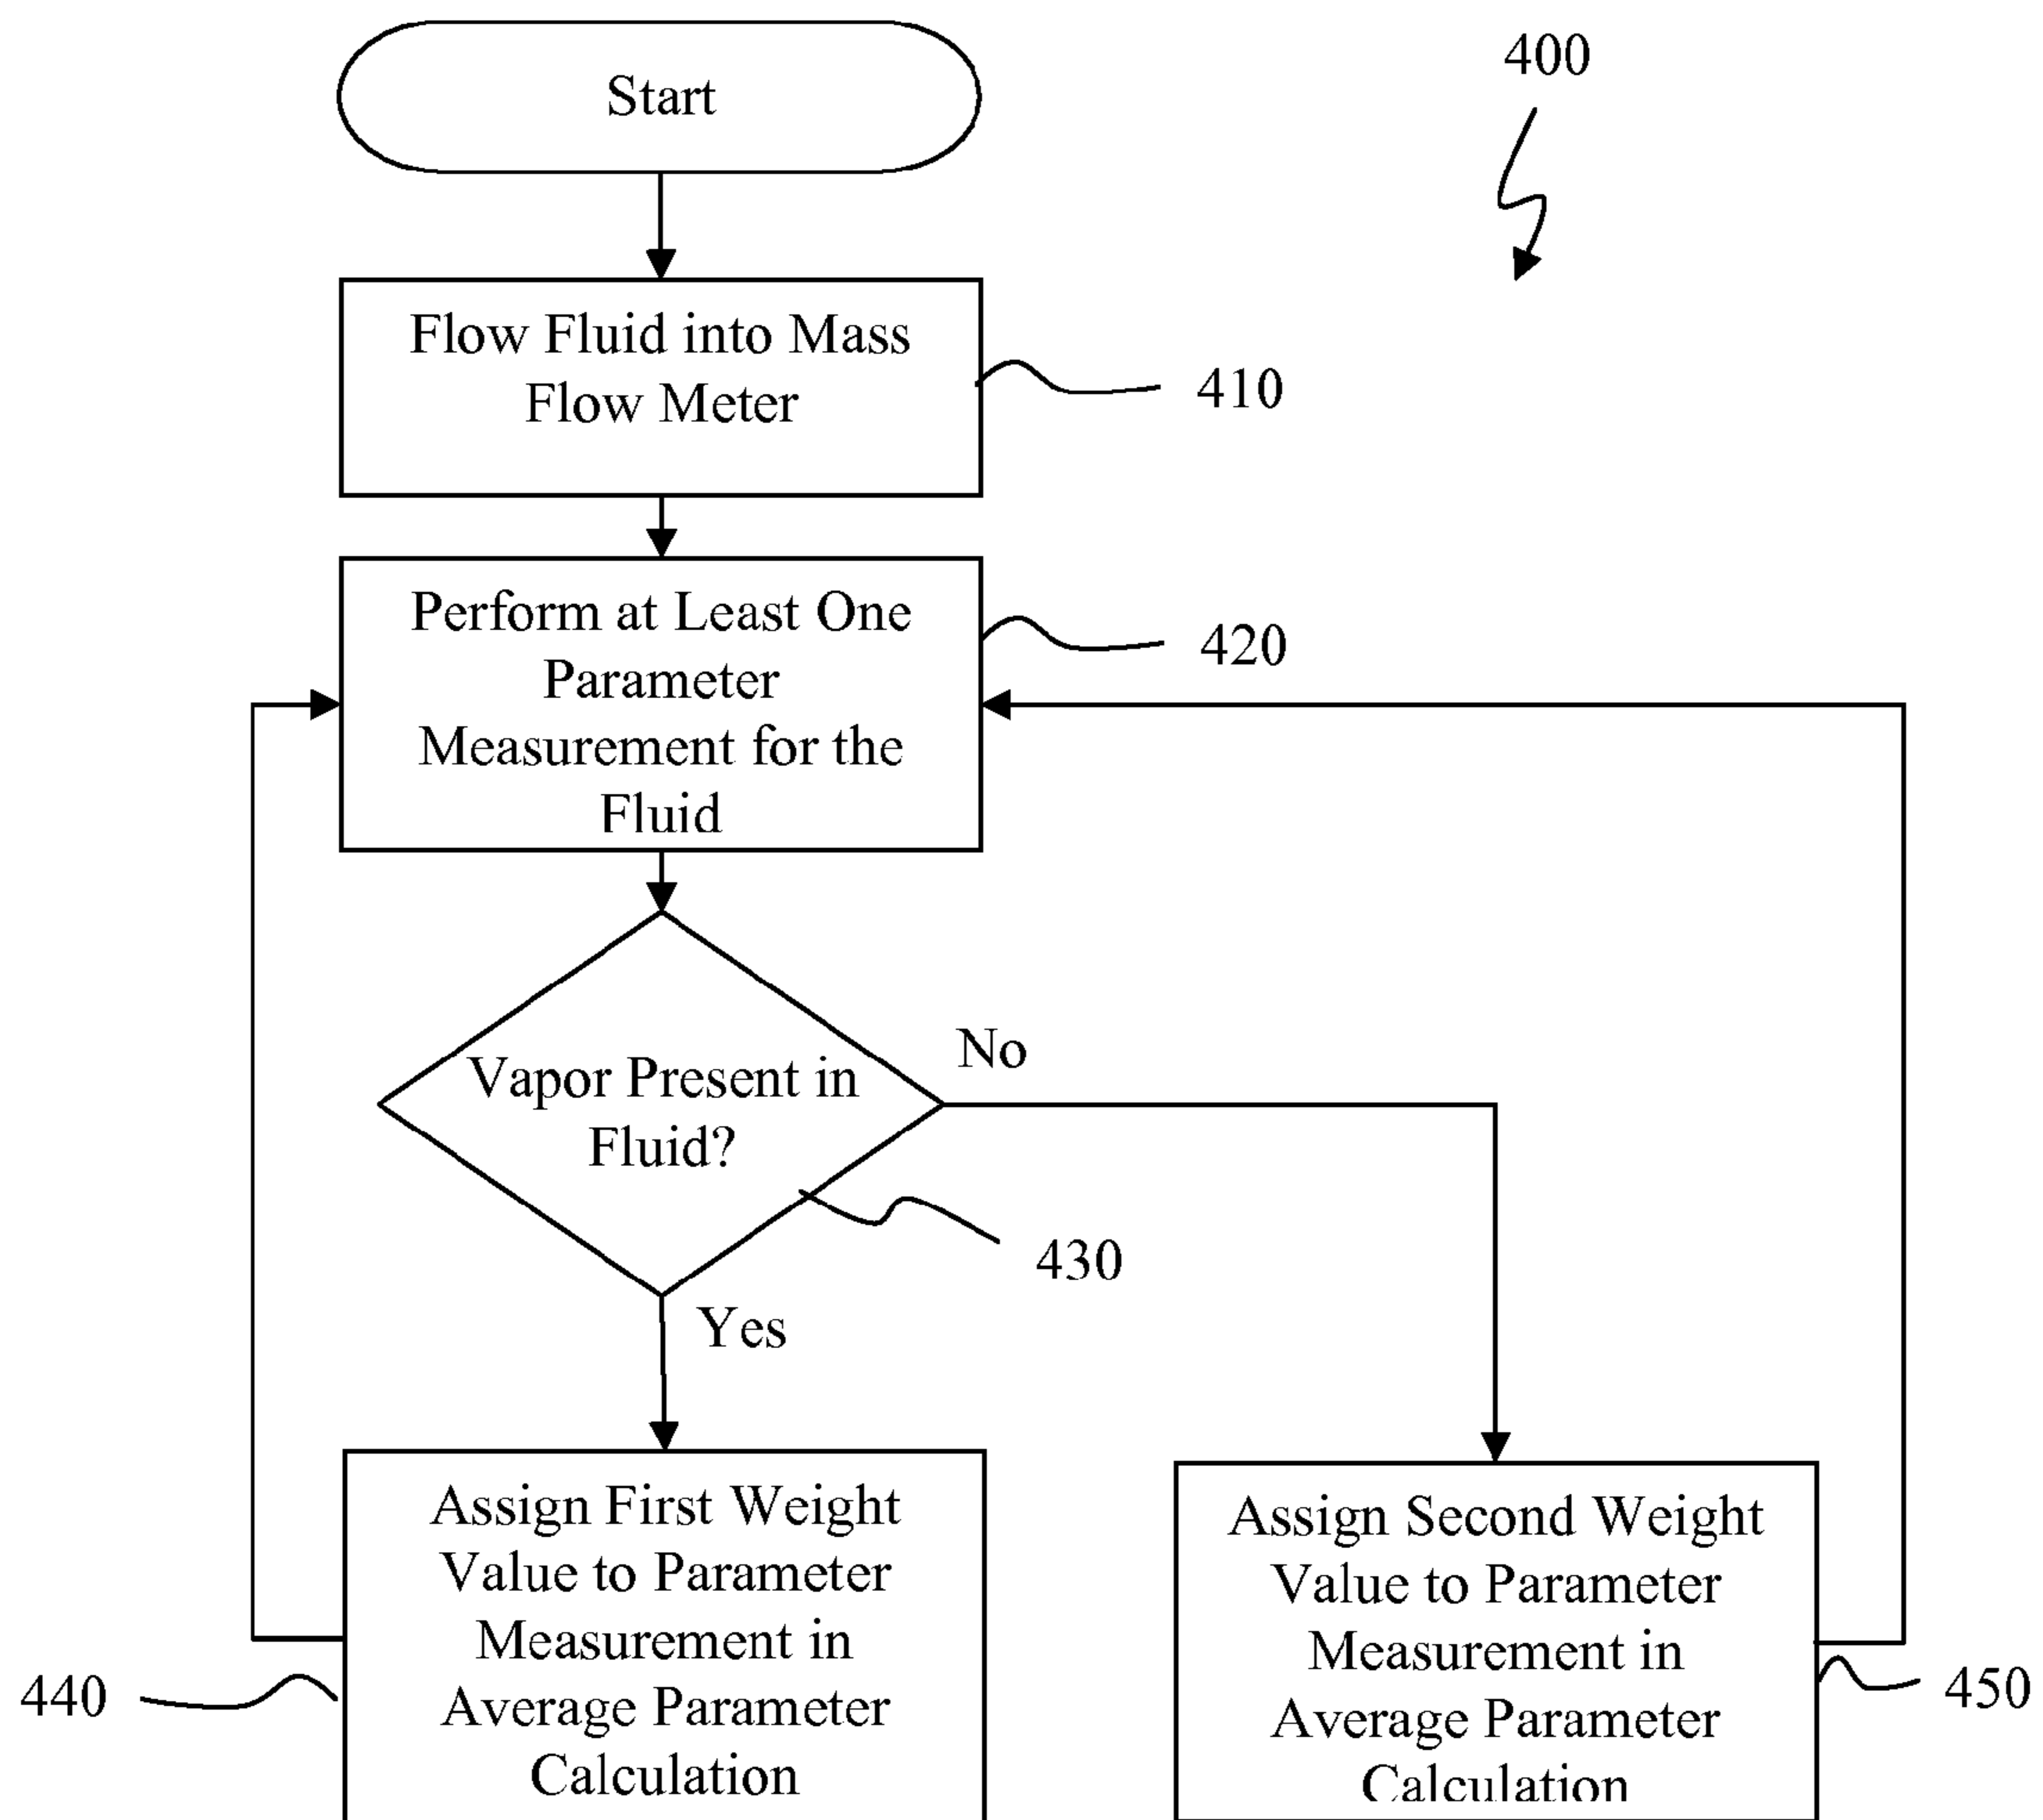 Start
400
Flow Fluid into Mass
Flow Meter
410
Perform at Least One
Parameter
Measurement for the
Fluid
420
Vapor Present in
Fluid?
No
430
Yes
Assign First Weight
Value to Parameter
Measurement in
Average Parameter
Calculation
440
Assign Second Weight
Value to Parameter
Measurement in
Average Parameter
Calculation
450